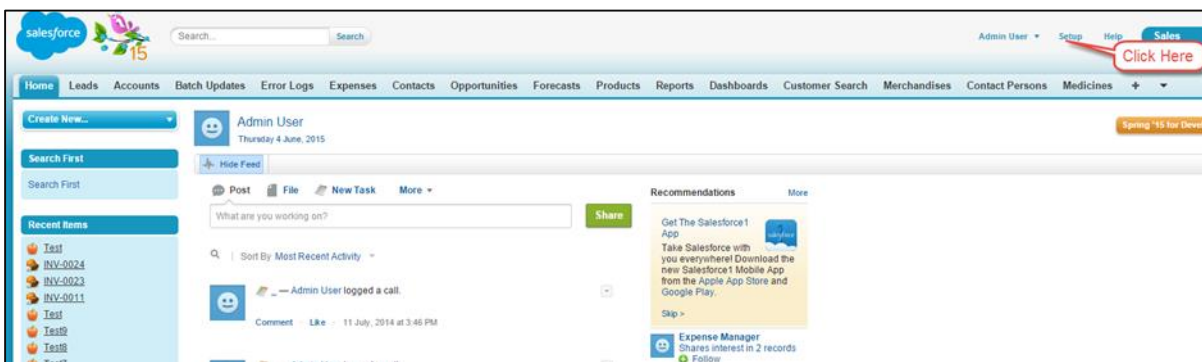 salesforce
15
Search...
Search
Admin User
Setup
Help
Sales
Click Here
Home Leads Accounts Batch Updates Error Logs Expenses Contacts Opportunities Forecasts Products Reports Dashboards Customer Search Merchandises Contact Persons Medicines +
Create New...
Search First
Search First
Recent Items
Test
INV-0024
INV-0023
INV-0011
Test
Test9
Test8
Admin User
Thursday 4 June, 2015
Spring '15 for Deve
Hide Feed
Post File New Task More
What are you working on?
Share
Sort By Most Recent Activity
_ — Admin User logged a call.
Comment · Like · 11 July, 2014 at 3:46 PM
Recommendations
More
Get The Salesforce1
App
Take Salesforce with
you everywhere! Download the
new Salesforce1 Mobile App
from the Apple App Store and
Google Play.
Skip >
Expense Manager
Shares interest in 2 records
Follow